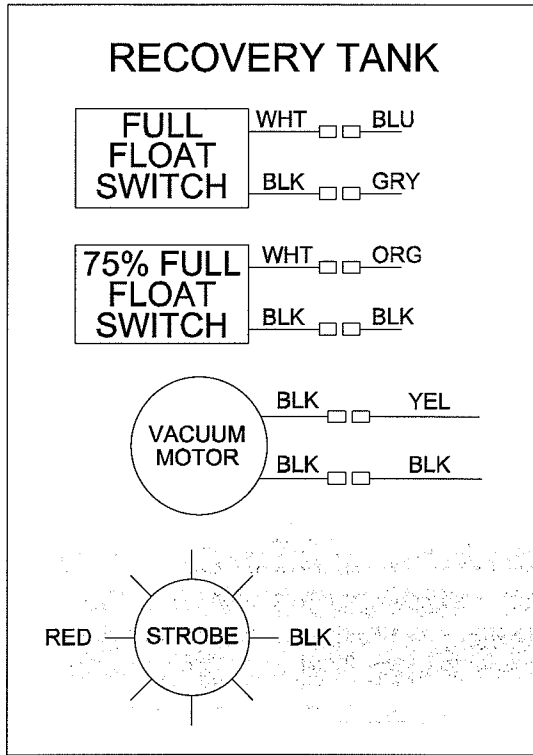 RECOVERY TANK
FULL FLOAT SWITCH
WHT BLU
BLK GRY
75% FULL FLOAT SWITCH
WHT ORG
BLK BLK
VACUUM MOTOR
BLK YEL
BLK BLK
RED STROBE BLK